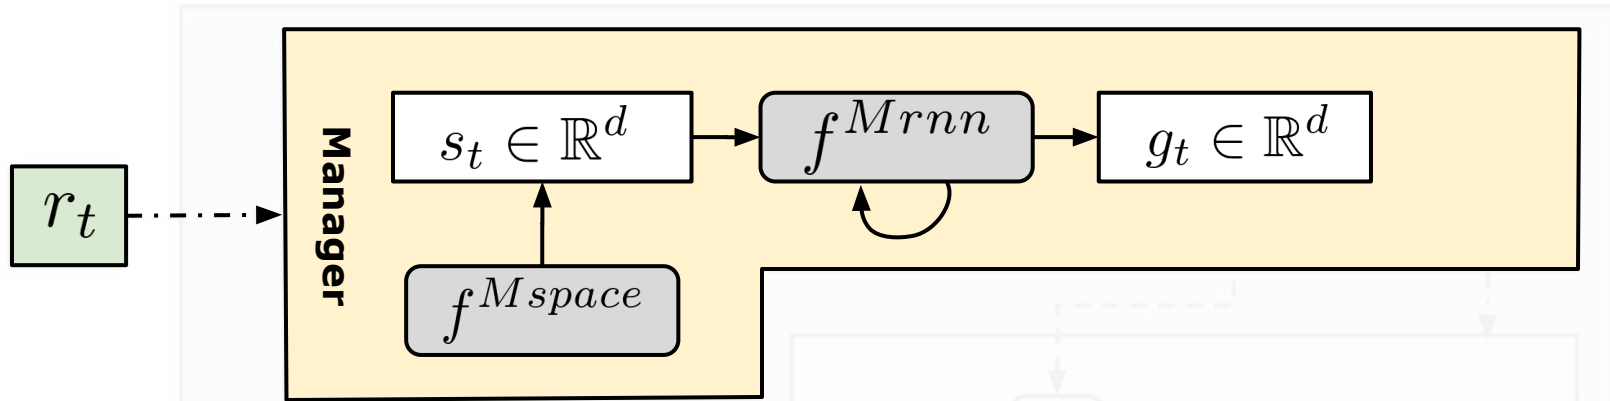 r_t
Manager
s_t ∈ ℝ^d
f^{Mrnn}
g_t ∈ ℝ^d
f^{Mspace}